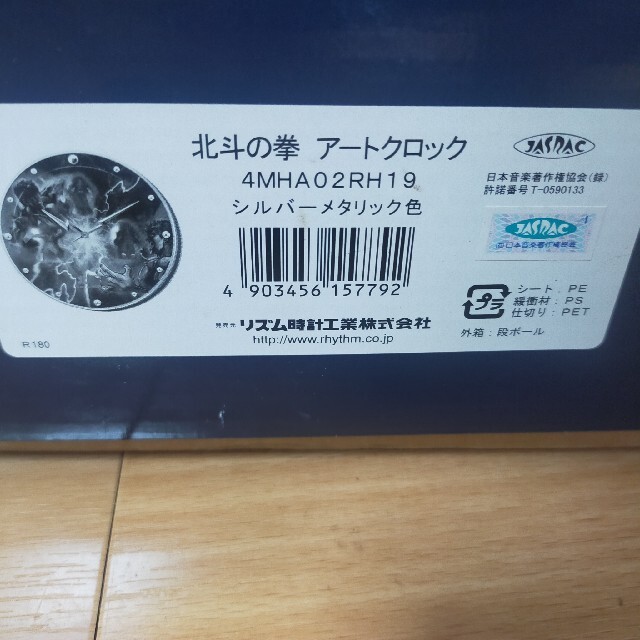 北斗の拳 アートクロック
4MHA02RH19
シルバーメタリック色
4 903456 157792
発売元 リズム時計工業株式会社
http://www.rhythm.co.jp
R180
JASRAC
日本音楽著作権協会(録)
許諾番号T-0590133
JASRAC
プラ
シート:PE
緩衝材:PS
仕切り:PET
外箱:段ボール